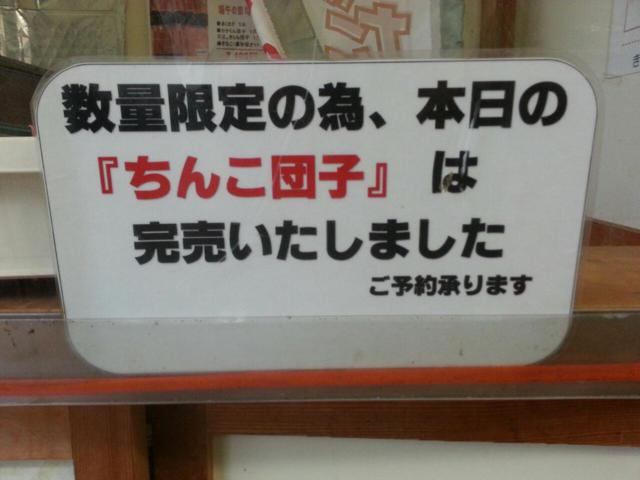 数量限定の為、本日の
『ちんこ団子』は
完売いたしました
ご予約承ります